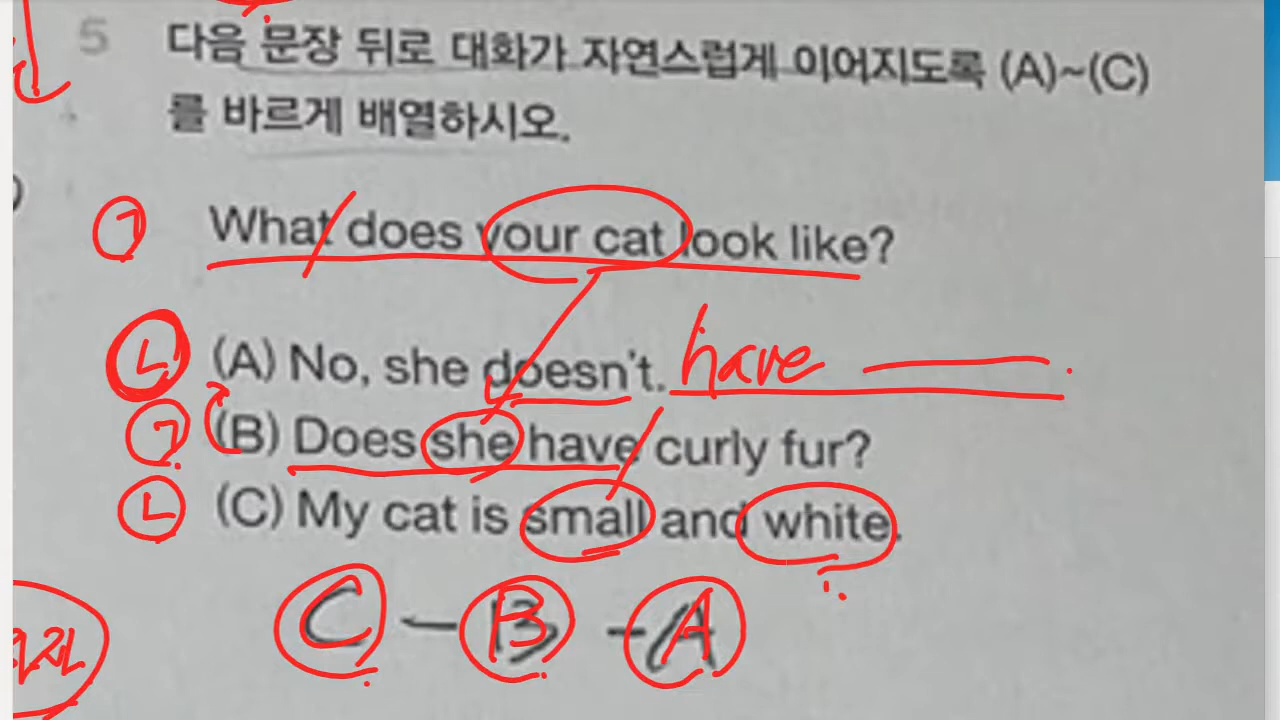 5 다음 문장 뒤로 대화가 자연스럽게 이어지도록 (A)~(C)
를 바르게 배열하시오.
ㄱ What does your cat look like?
ㄴ (A) No, she doesn't. have
ㄱ (B) Does she have curly fur?
ㄴ (C) My cat is small and white.
C - B - A